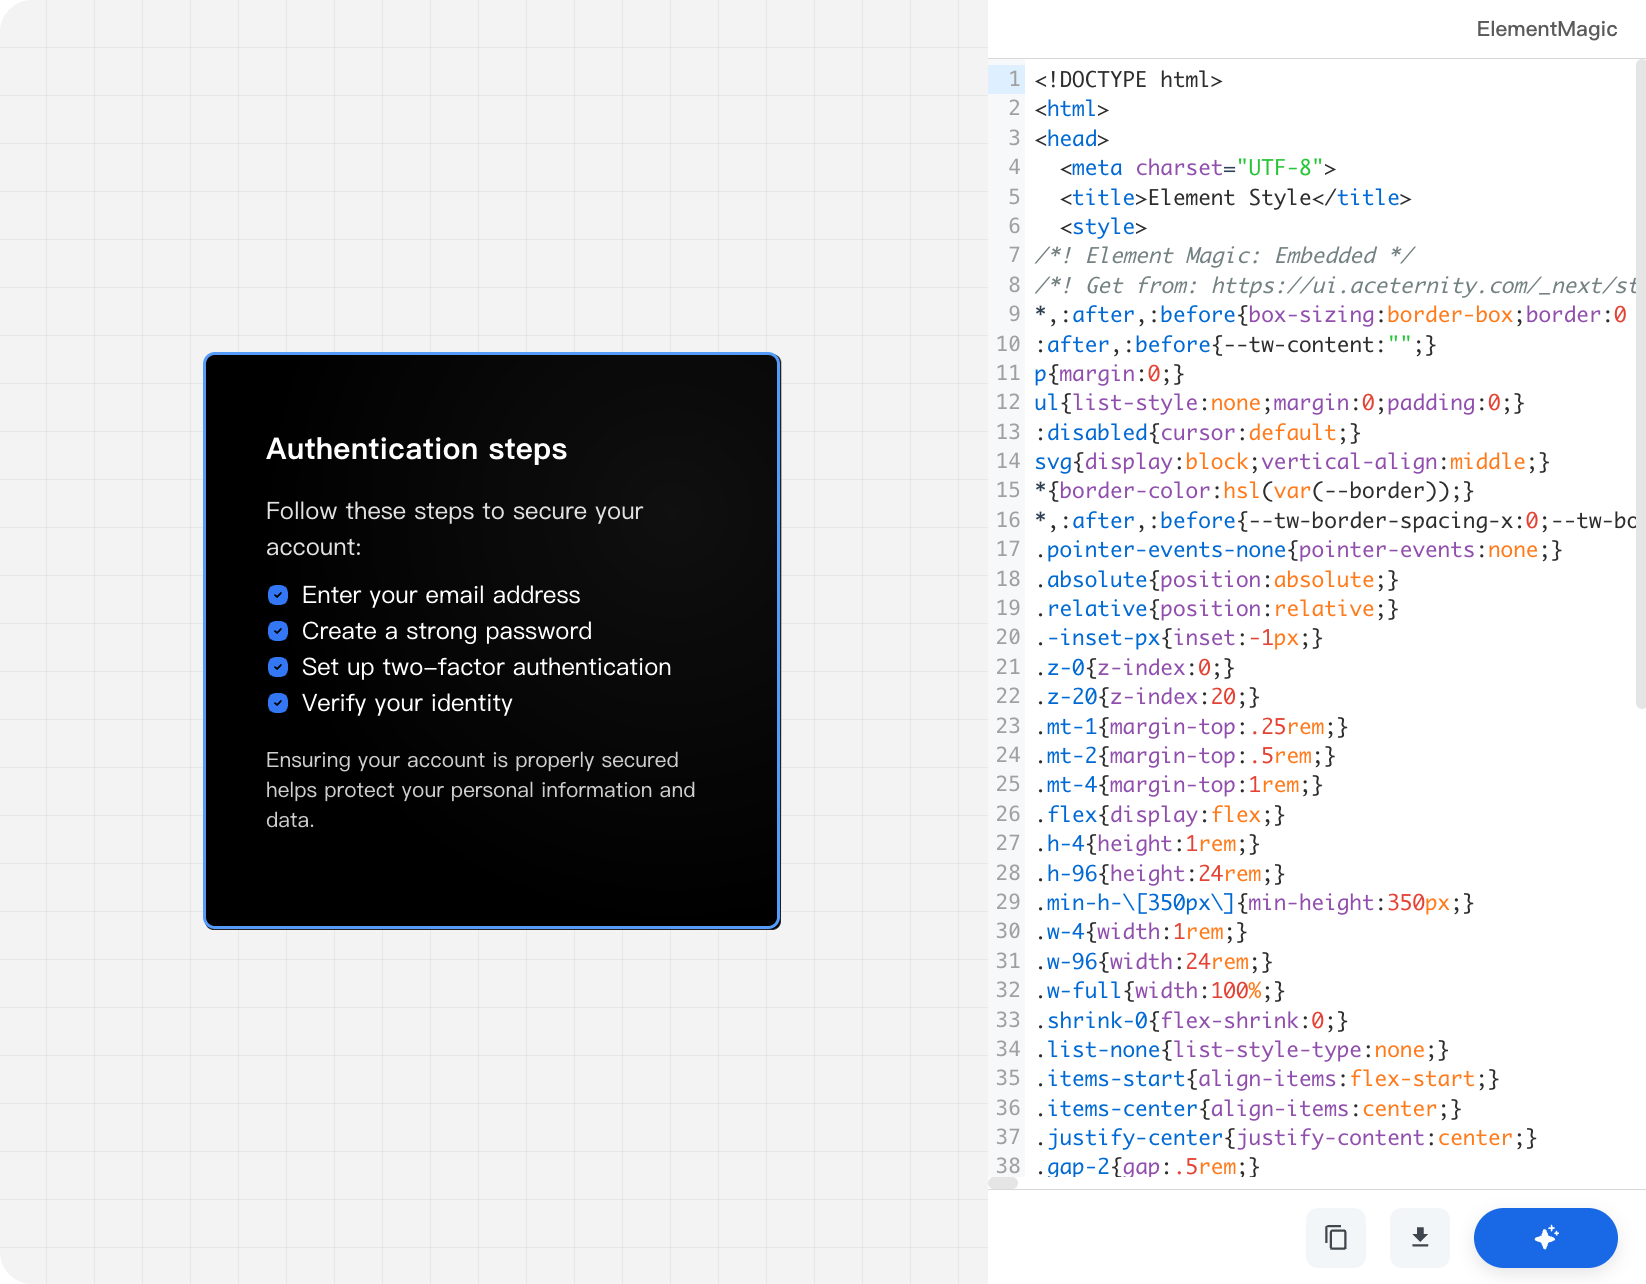 ElementMagic
Authentication steps
Follow these steps to secure your
account:
Enter your email address
Create a strong password
Set up two-factor authentication
Verify your identity
Ensuring your account is properly secured
helps protect your personal information and
data.
1 <!DOCTYPE html>
2 <html>
3 <head>
4   <meta charset="UTF-8">
5   <title>Element Style</title>
6   <style>
7 /*! Element Magic: Embedded */
8 /*! Get from: https://ui.aceternity.com/_next/st
9 *,:after,:before{box-sizing:border-box;border:0
10 :after,:before{--tw-content:"";}
11 p{margin:0;}
12 ul{list-style:none;margin:0;padding:0;}
13 :disabled{cursor:default;}
14 svg{display:block;vertical-align:middle;}
15 *{border-color:hsl(var(--border));}
16 *,:after,:before{--tw-border-spacing-x:0;--tw-bo
17 .pointer-events-none{pointer-events:none;}
18 .absolute{position:absolute;}
19 .relative{position:relative;}
20 .-inset-px{inset:-1px;}
21 .z-0{z-index:0;}
22 .z-20{z-index:20;}
23 .mt-1{margin-top:.25rem;}
24 .mt-2{margin-top:.5rem;}
25 .mt-4{margin-top:1rem;}
26 .flex{display:flex;}
27 .h-4{height:1rem;}
28 .h-96{height:24rem;}
29 .min-h-\[350px\]{min-height:350px;}
30 .w-4{width:1rem;}
31 .w-96{width:24rem;}
32 .w-full{width:100%;}
33 .shrink-0{flex-shrink:0;}
34 .list-none{list-style-type:none;}
35 .items-start{align-items:flex-start;}
36 .items-center{align-items:center;}
37 .justify-center{justify-content:center;}
38 .gap-2{gap:.5rem;}